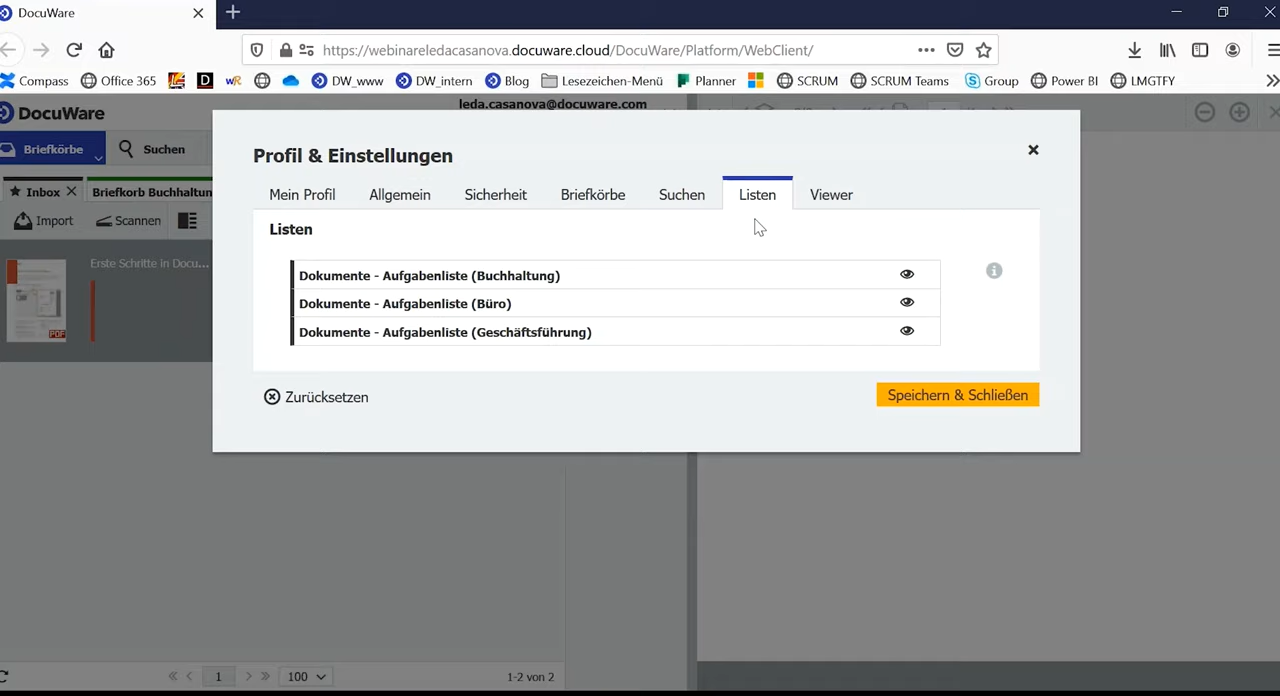 DocuWare
https://webinareledacasanova.docuware.cloud/DocuWare/Platform/WebClient/
Compass Office 365 D wR DW_www DW_intern Blog Lesezeichen-Menü Planner SCRUM SCRUM Teams Group Power BI LMGTFY
DocuWare
leda.casanova@docuware.com
Briefkörbe Suchen
Inbox Briefkorb Buchhaltun
Import Scannen
Erste Schritte in Docu...
PDF
Profil & Einstellungen
Mein Profil Allgemein Sicherheit Briefkörbe Suchen Listen Viewer
Listen
Dokumente - Aufgabenliste (Buchhaltung)
Dokumente - Aufgabenliste (Büro)
Dokumente - Aufgabenliste (Geschäftsführung)
Zurücksetzen
Speichern & Schließen
1 100 1-2 von 2